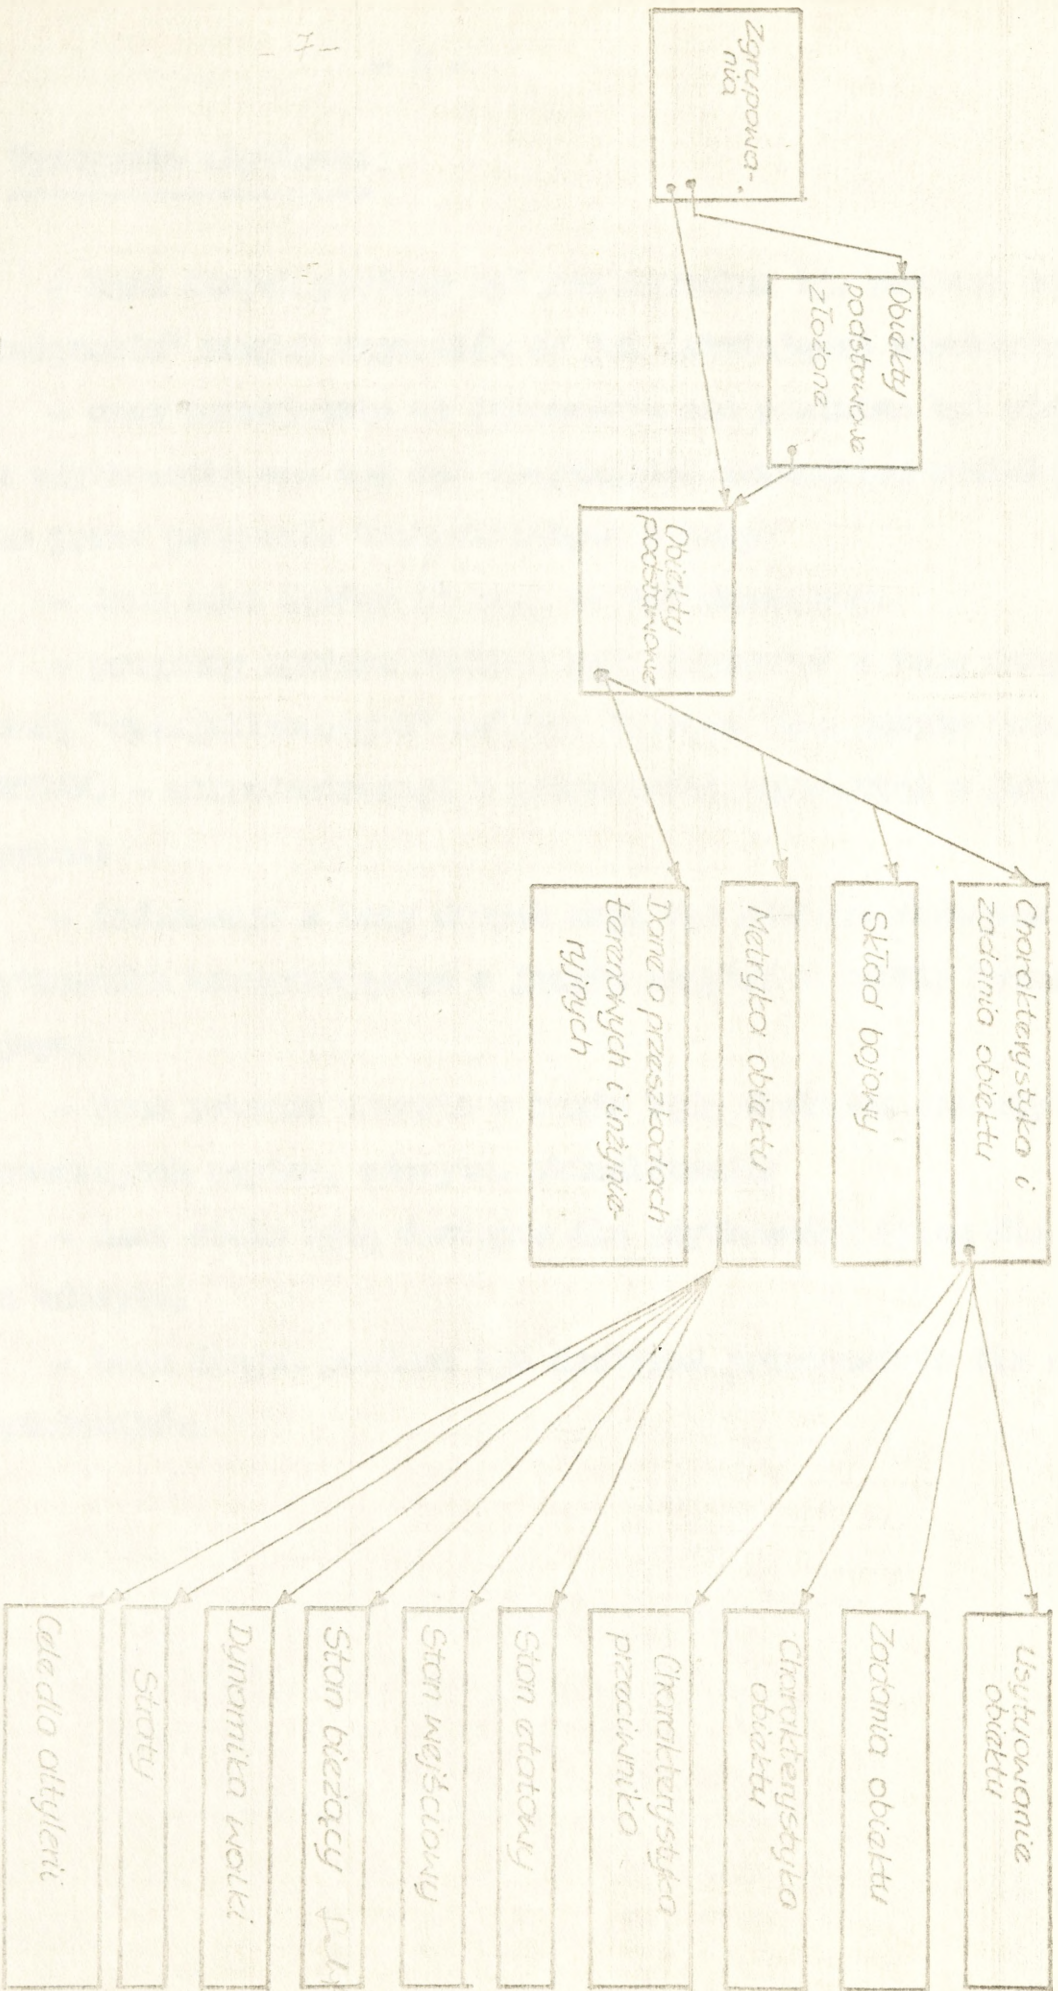 - 7 -
Zgrupowa-
nia
Obiekty
podstawowe
złożone
Obiekty
podstawowe
Charakterystyka i
zadania obiektu
Skład bojowy
Metryka obiektu
Dane o przeszkodach
terenowych i inżynie-
ryjnych
Usytuowanie
obiektu
Zadania obiektu
Charakterystyka
obiektu
Charakterystyka
przeciwnika
Stan etatowy
Stan wejściowy
Stan bieżący
Dynamika walki
Straty
Cele dla artylerii